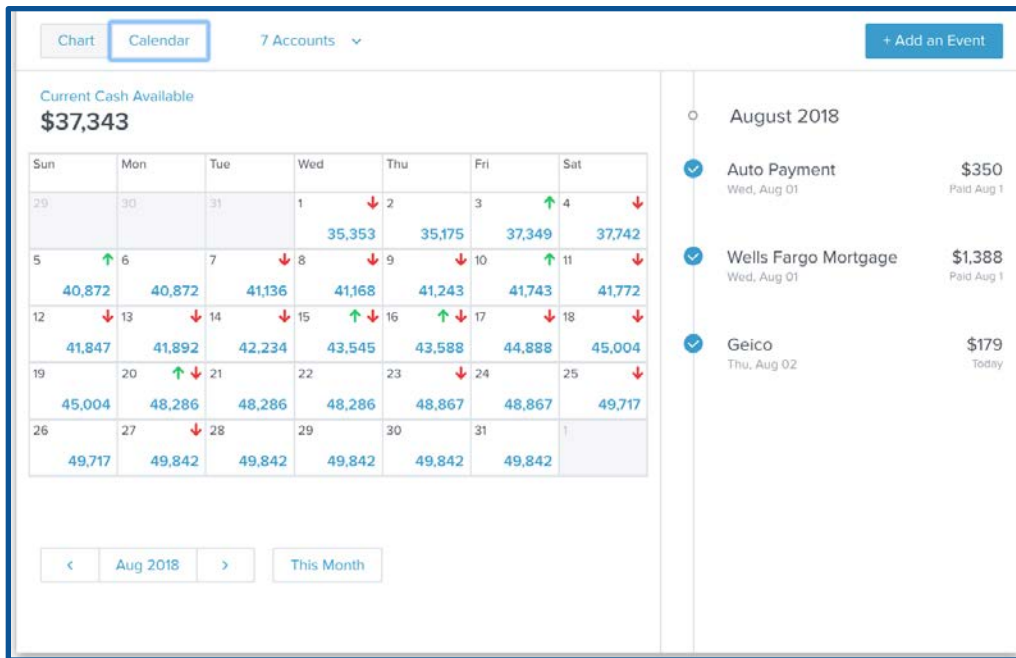 Chart Calendar 7 Accounts + Add an Event
Current Cash Available
$37,343
Sun Mon Tue Wed Thu Fri Sat
29 30 31 1 2 3 4
35,353 35,175 37,349 37,742
5 6 7 8 9 10 11
40,872 40,872 41,136 41,168 41,243 41,743 41,772
12 13 14 15 16 17 18
41,847 41,892 42,234 43,545 43,588 44,888 45,004
19 20 21 22 23 24 25
45,004 48,286 48,286 48,286 48,867 48,867 49,717
26 27 28 29 30 31 1
49,717 49,842 49,842 49,842 49,842 49,842
< Aug 2018 > This Month
August 2018
Auto Payment $350
Wed, Aug 01 Paid Aug 1
Wells Fargo Mortgage $1,388
Wed, Aug 01 Paid Aug 1
Geico $179
Thu, Aug 02 Today